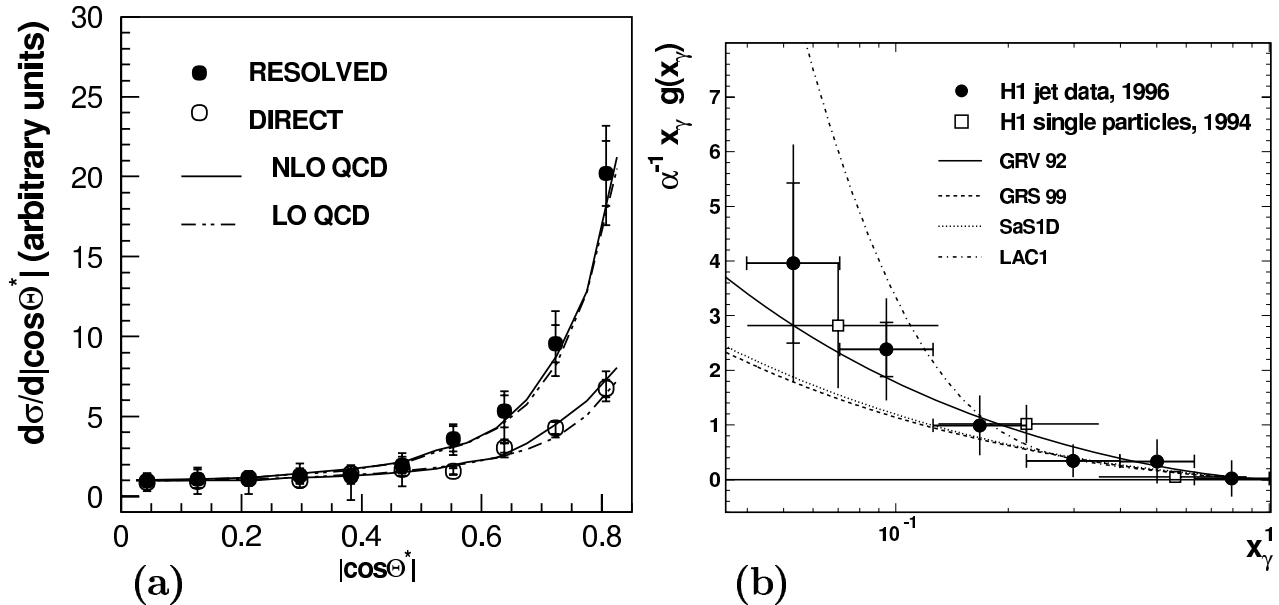 30
25
20
15
10
5
0
dσ/d|cosΘ*| (arbitrary units)
RESOLVED
DIRECT
NLO QCD
LO QCD
0 0.2 0.4 0.6 0.8
|cosΘ*|
(a)
α⁻¹ xᵧ g(xᵧ)
7
6
5
4
3
2
1
0
H1 jet data, 1996
H1 single particles, 1994
GRV 92
GRS 99
SaS1D
LAC1
10⁻¹ 1
xᵧ
(b)